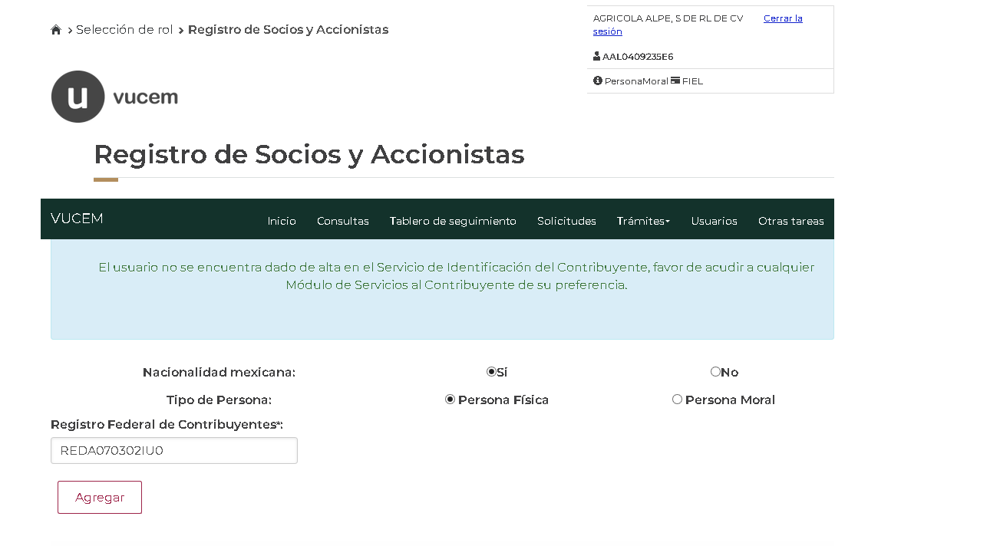 Selección de rol Registro de Socios y Accionistas
AGRICOLA ALPE, S DE RL DE CV Cerrar la
sesión
AAL0409235E6
PersonaMoral FIEL
u vucem
Registro de Socios y Accionistas
VUCEM Inicio Consultas Tablero de seguimiento Solicitudes Trámites Usuarios Otras tareas
El usuario no se encuentra dado de alta en el Servicio de Identificación del Contribuyente, favor de acudir a cualquier
Módulo de Servicios al Contribuyente de su preferencia.
Nacionalidad mexicana: Sí No
Tipo de Persona: Persona Física Persona Moral
Registro Federal de Contribuyentes*:
REDA070302IU0
Agregar